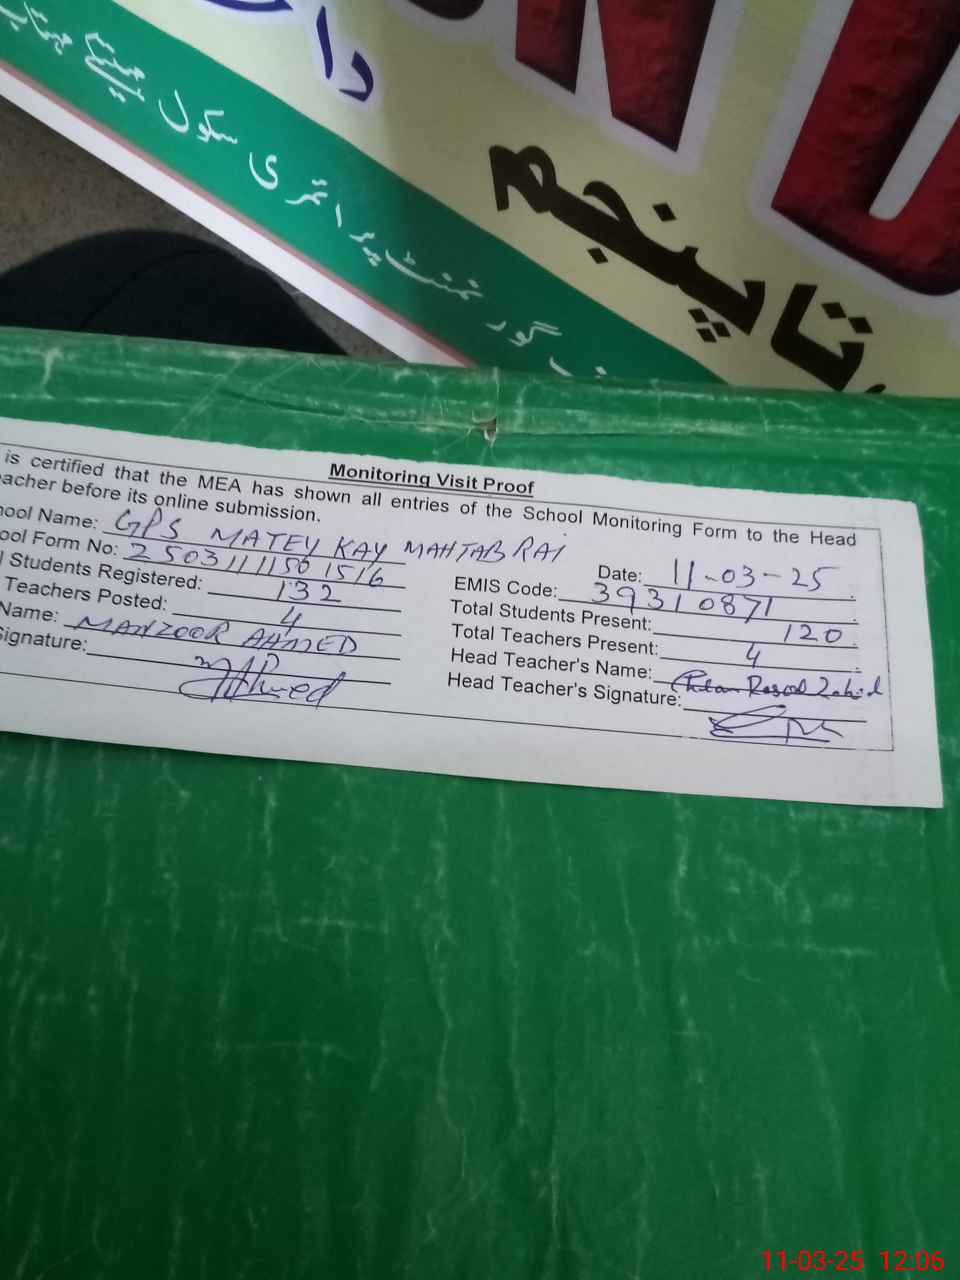 دا
تا پنجم
گورنمنٹ پرائمری سکول میتے
Monitoring Visit Proof
is certified that the MEA has shown all entries of the School Monitoring Form to the Head
acher before its online submission.
ool Name: GPS MATEY KAY MAHTAB RAI
Date: 11-03-25
ool Form No: 2503111150 1516
EMIS Code: 39310871
Students Registered: 132
Total Students Present: 120
Teachers Posted: 4
Total Teachers Present: 4
Name: MANZOOR AHMED
Head Teacher's Name: Rasool Zahid
ignature:
Head Teacher's Signature:
11-03-25 12:06